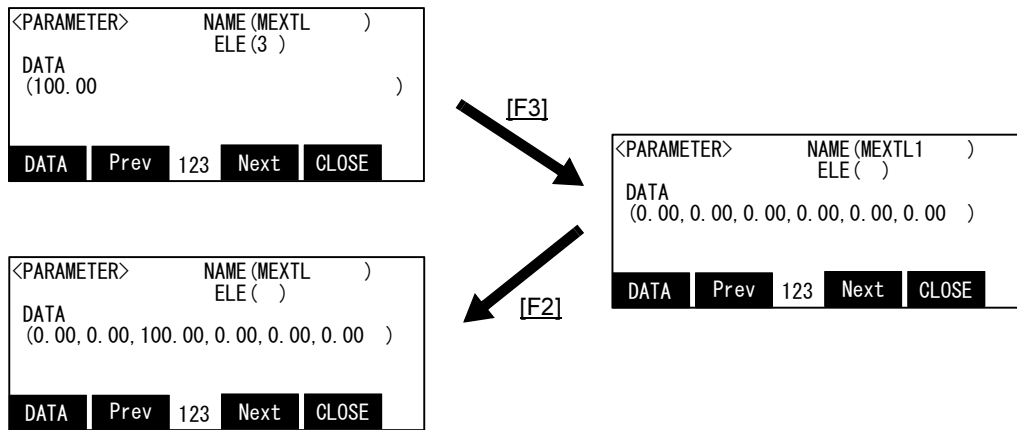 <PARAMETER> NAME(MEXTL )
ELE(3 )
DATA
(100.00 )
DATA Prev 123 Next CLOSE
[F3]
<PARAMETER> NAME(MEXTL1 )
ELE( )
DATA
(0.00,0.00,0.00,0.00,0.00,0.00 )
DATA Prev 123 Next CLOSE
[F2]
<PARAMETER> NAME(MEXTL )
ELE( )
DATA
(0.00,0.00,100.00,0.00,0.00,0.00 )
DATA Prev 123 Next CLOSE